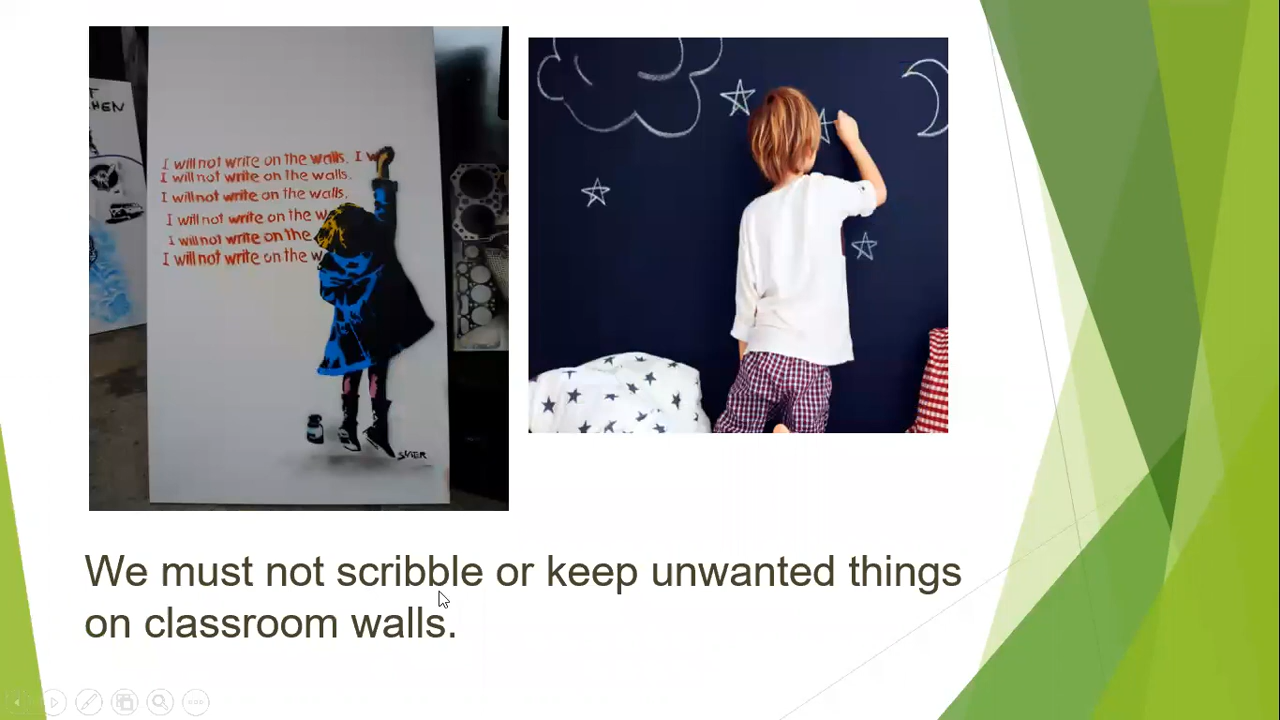 T
CHEN
I will not write on the walls. I w
I will not write on the walls.
I will not write on the walls.
I will not write on the w
I will not write on the
I will not write on the w
We must not scribble or keep unwanted things
on classroom walls.